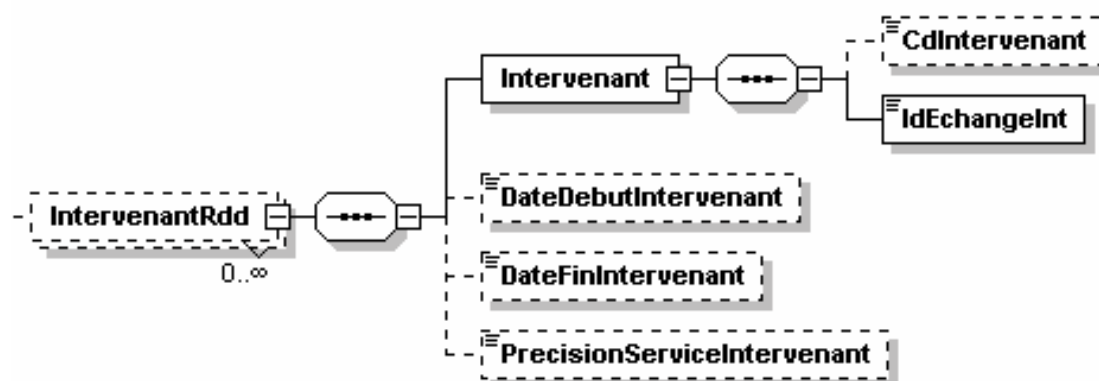 CdIntervenant
Intervenant
IdEchangeInt
DateDebutIntervenant
IntervenantRdd
0..∞
DateFinIntervenant
PrecisionServiceIntervenant